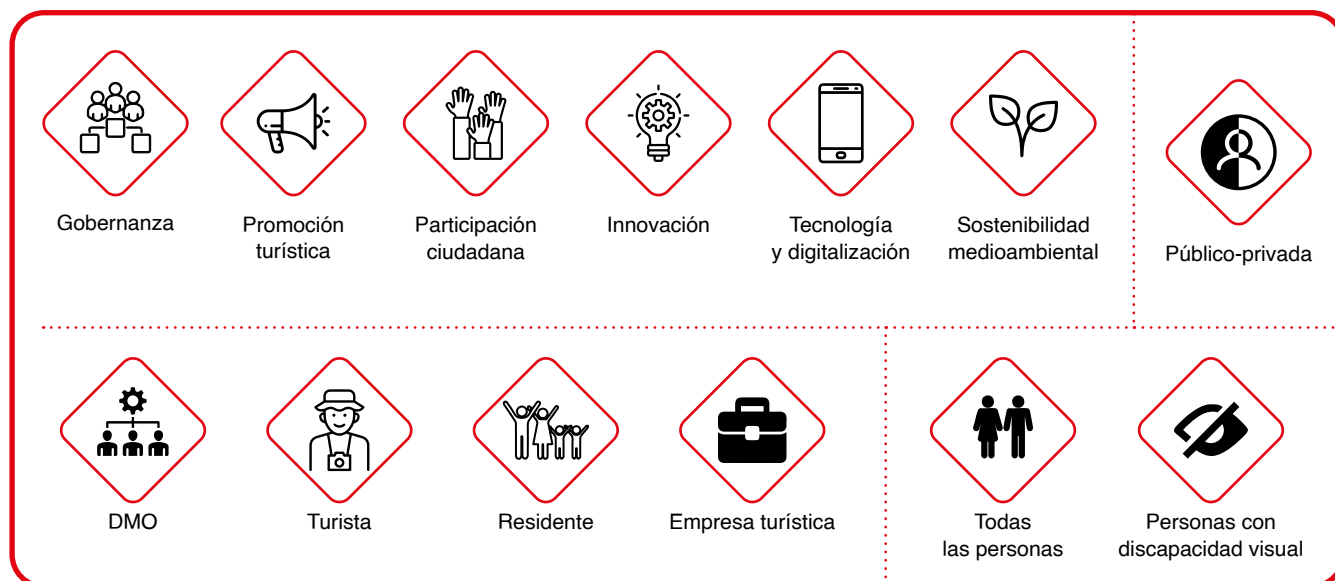 Gobernanza
Promoción
turística
Participación
ciudadana
Innovación
Tecnología
y digitalización
Sostenibilidad
medioambiental
Público-privada
DMO
Turista
Residente
Empresa turística
Todas
las personas
Personas con
discapacidad visual